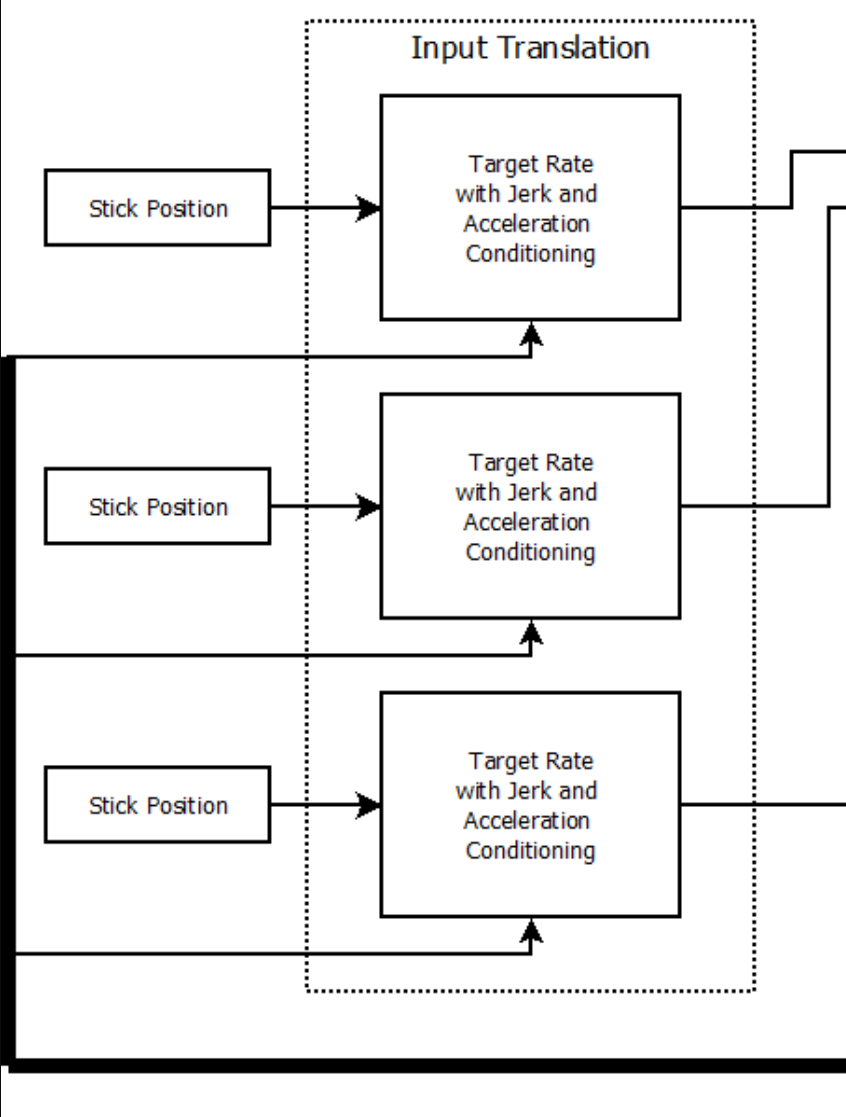 Input Translation
Stick Position
Target Rate
with Jerk and
Acceleration
Conditioning
Stick Position
Target Rate
with Jerk and
Acceleration
Conditioning
Stick Position
Target Rate
with Jerk and
Acceleration
Conditioning